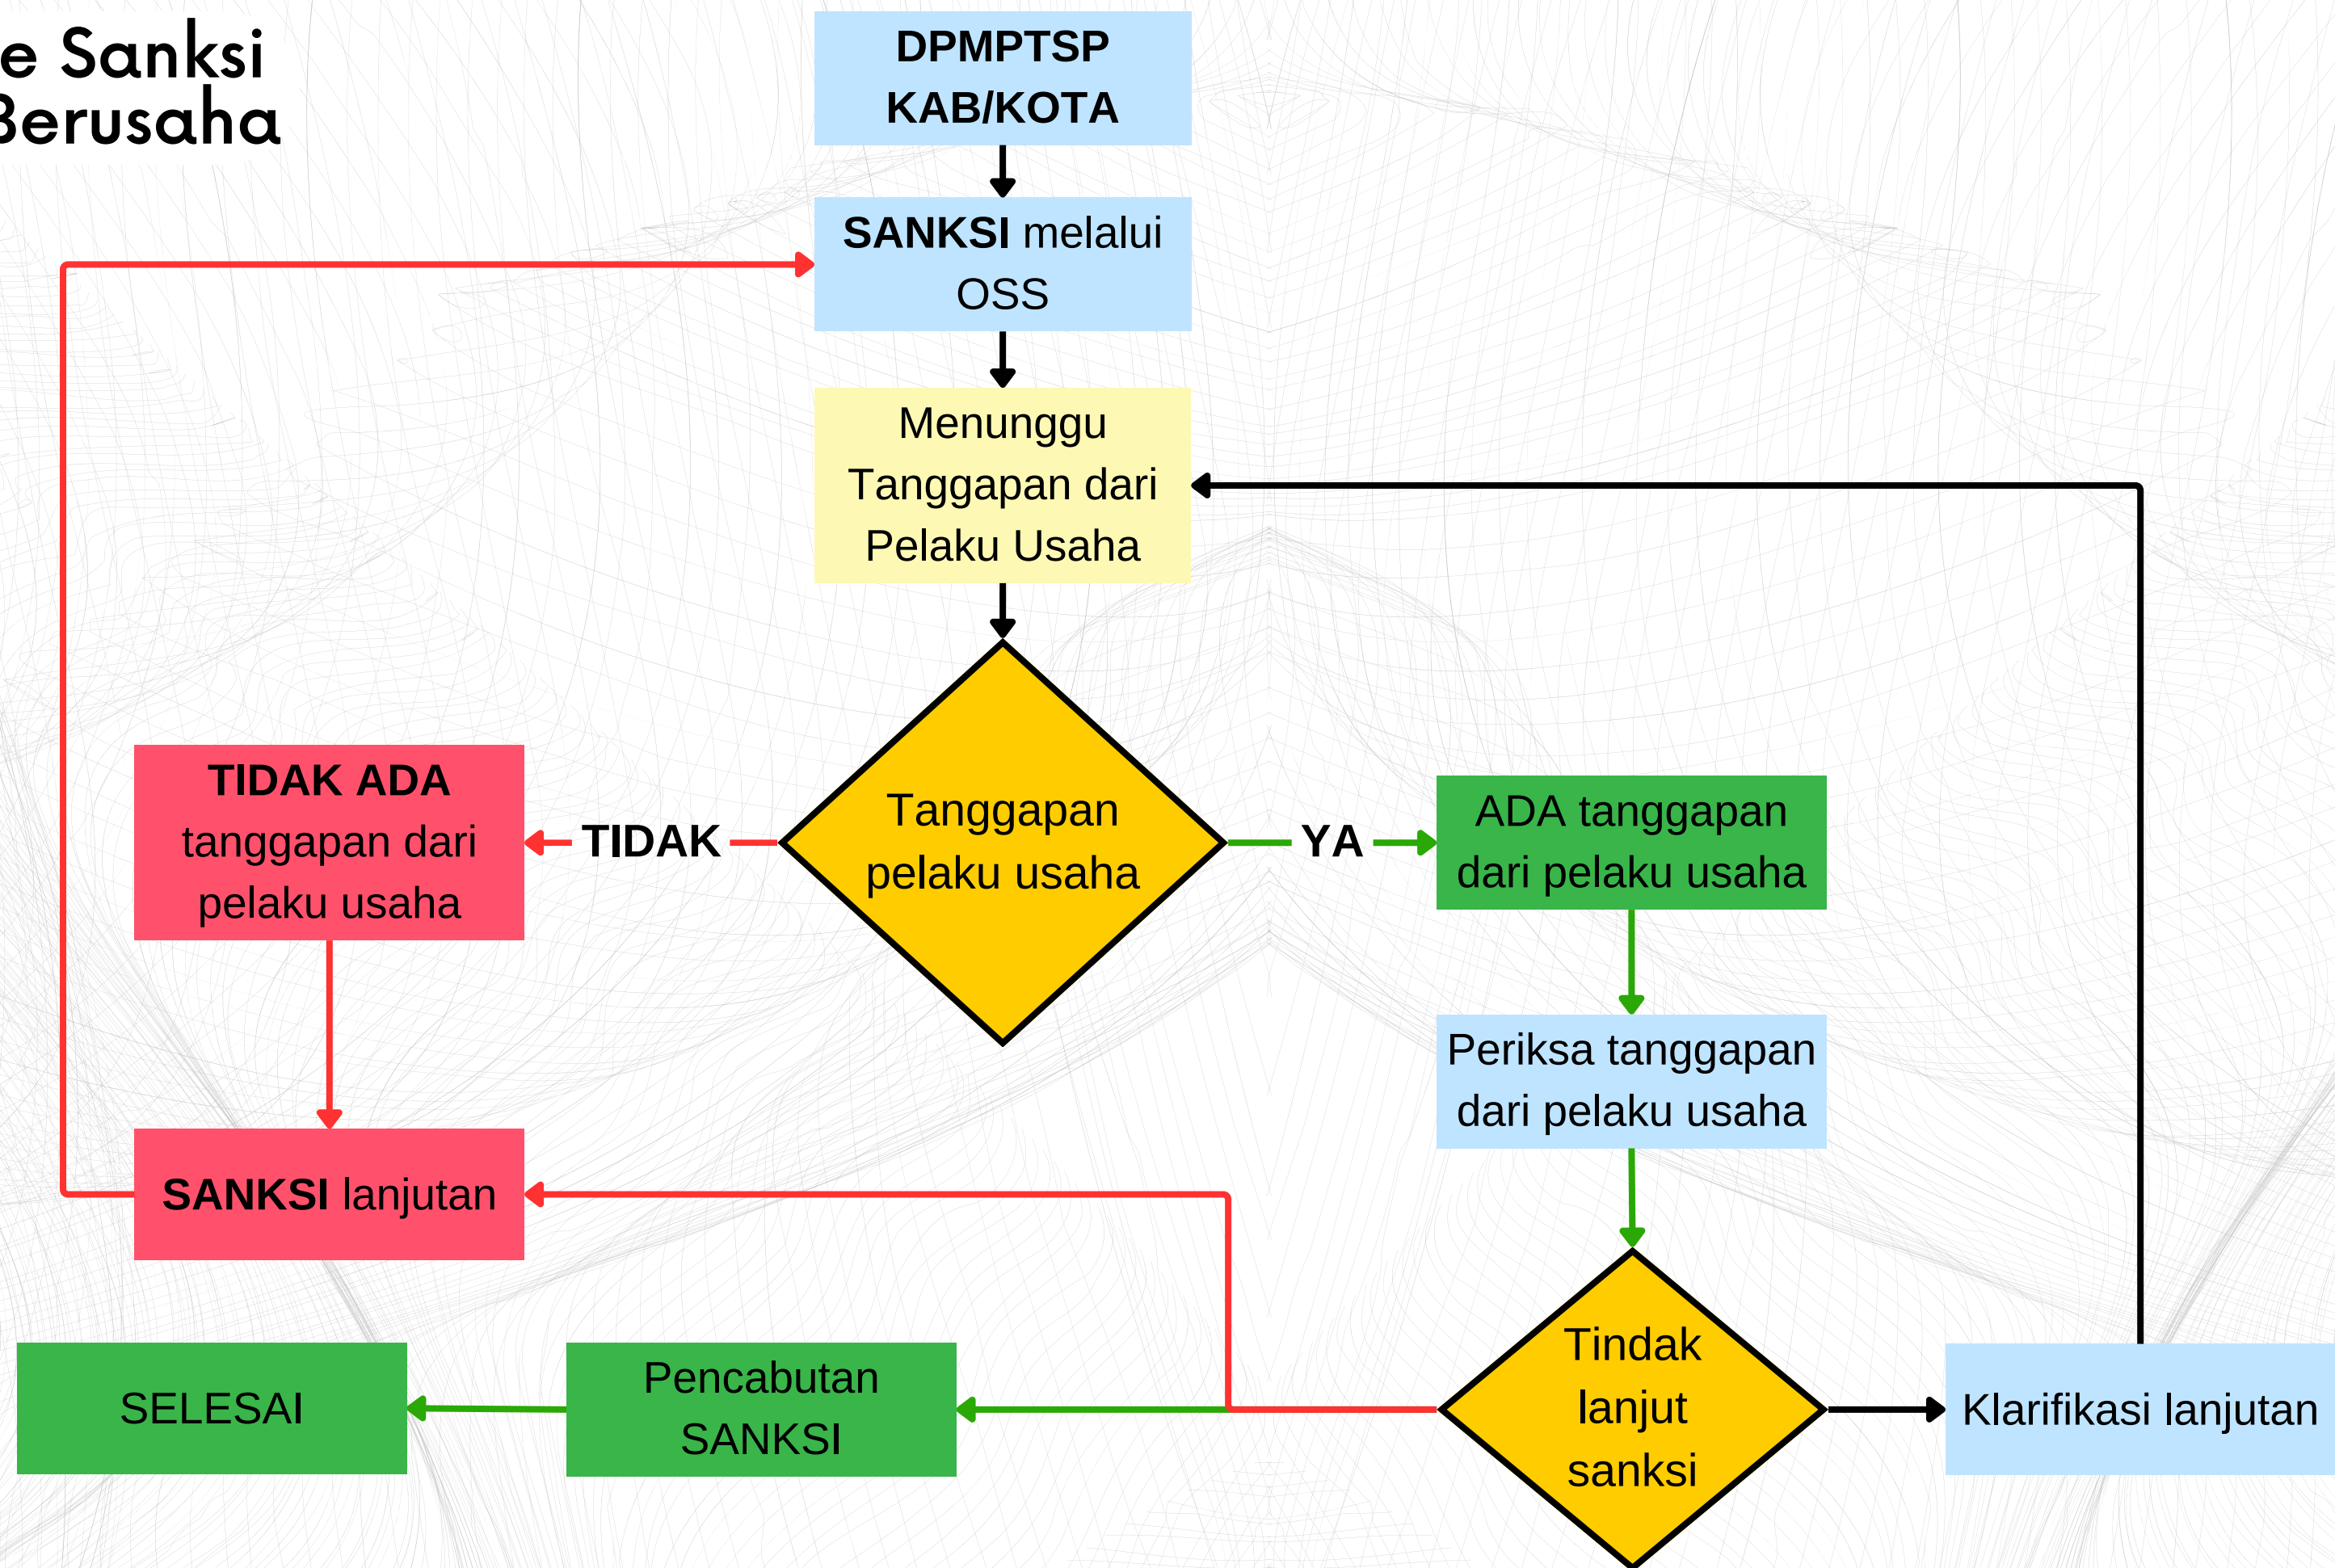 e Sanksi
Berusaha
DPMPTSP
KAB/KOTA
SANKSI melalui
OSS
Menunggu
Tanggapan dari
Pelaku Usaha
Tanggapan
pelaku usaha
TIDAK
YA
TIDAK ADA
tanggapan dari
pelaku usaha
ADA tanggapan
dari pelaku usaha
Periksa tanggapan
dari pelaku usaha
SANKSI lanjutan
Tindak
lanjut
sanksi
Klarifikasi lanjutan
Pencabutan
SANKSI
SELESAI